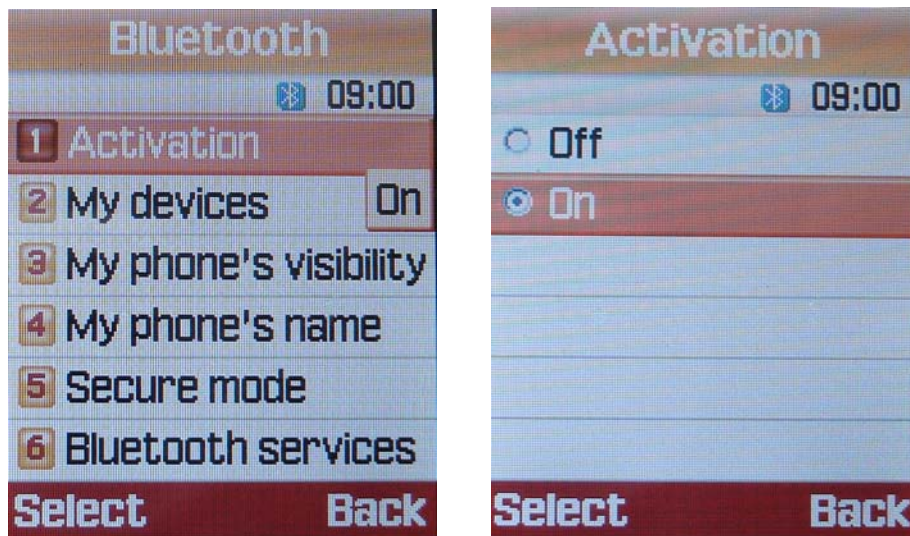 Bluetooth
09:00
1 Activation
On
2 My devices
3 My phone's visibility
4 My phone's name
5 Secure mode
6 Bluetooth services
Select Back
Activation
09:00
Off
On
Select Back